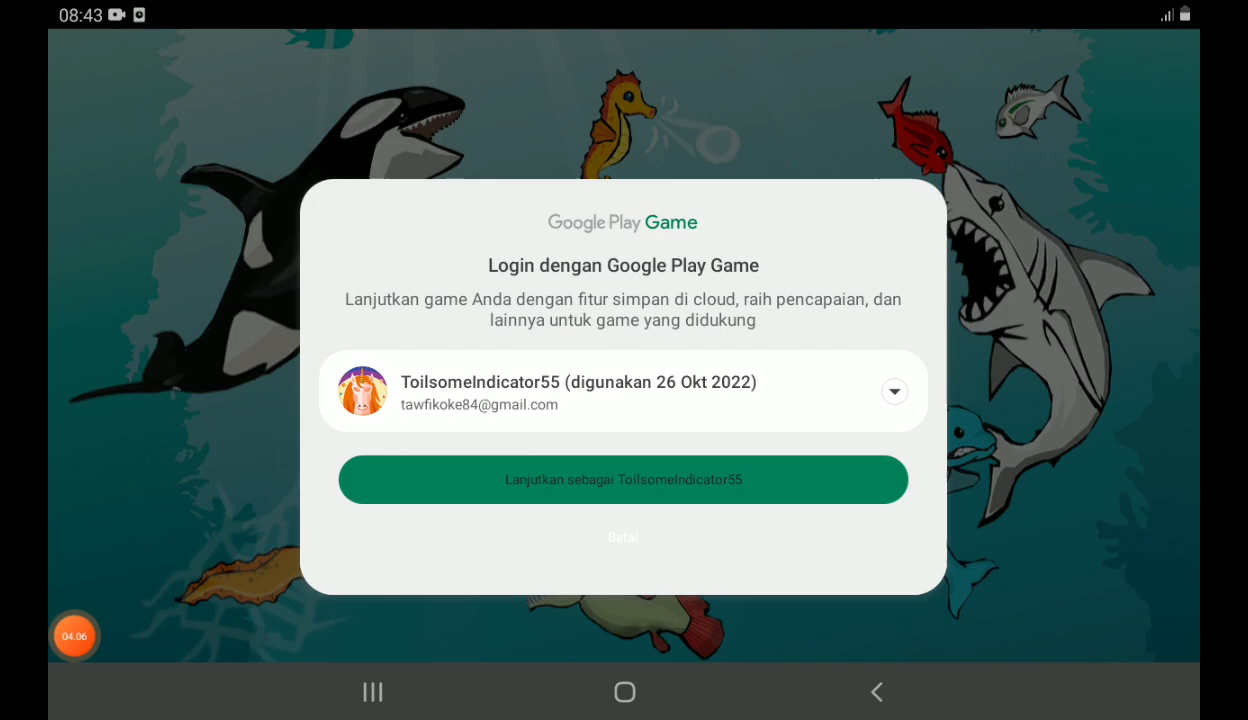 08:43
Google Play Game
Login dengan Google Play Game
Lanjutkan game Anda dengan fitur simpan di cloud, raih pencapaian, dan
lainnya untuk game yang didukung
ToilsomeIndicator55 (digunakan 26 Okt 2022)
tawfikoke84@gmail.com
Lanjutkan sebagai ToilsomeIndicator55
Batal
04.06